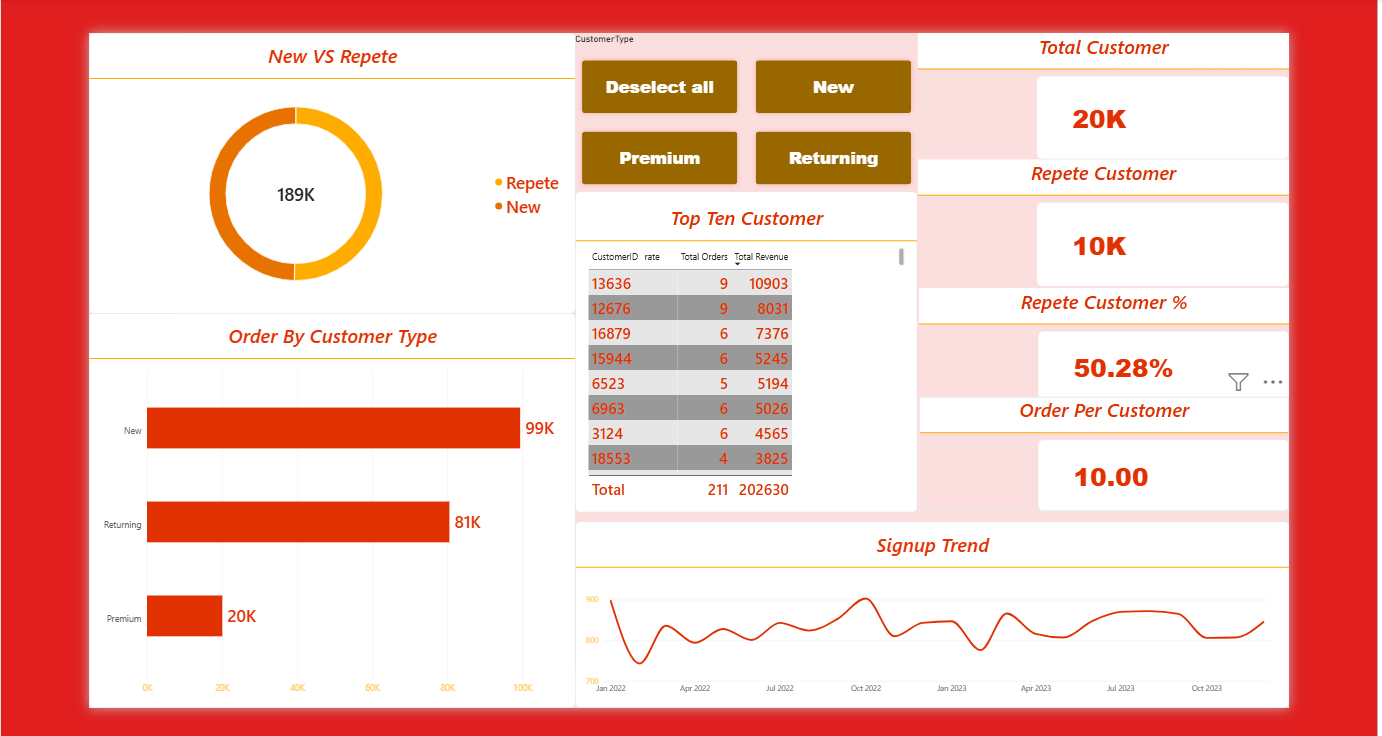 New VS Repete
189K
Repete
New
Order By Customer Type
New
99K
Returning
81K
Premium
20K
0K 20K 40K 60K 80K 100K
CustomerType
Deselect all
New
Premium
Returning
Top Ten Customer
CustomerID rate Total Orders Total Revenue
13636 9 10903
12676 9 8031
16879 6 7376
15944 6 5245
6523 5 5194
6963 6 5026
3124 6 4565
18553 4 3825
Total 211 202630
Total Customer
20K
Repete Customer
10K
Repete Customer %
50.28%
Order Per Customer
10.00
Signup Trend
900
800
700
Jan 2022 Apr 2022 Jul 2022 Oct 2022 Jan 2023 Apr 2023 Jul 2023 Oct 2023